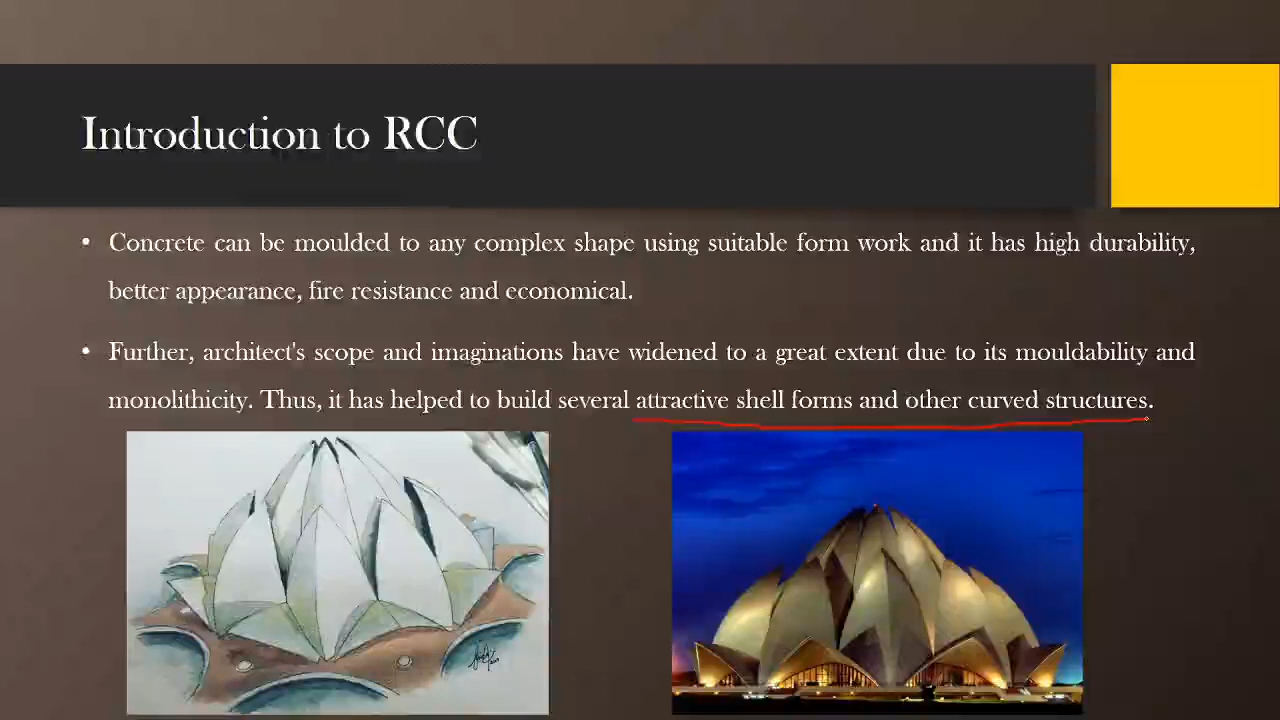 Introduction to RCC
• Concrete can be moulded to any complex shape using suitable form work and it has high durability,
better appearance, fire resistance and economical.
• Further, architect's scope and imaginations have widened to a great extent due to its mouldability and
monolithicity. Thus, it has helped to build several attractive shell forms and other curved structures.